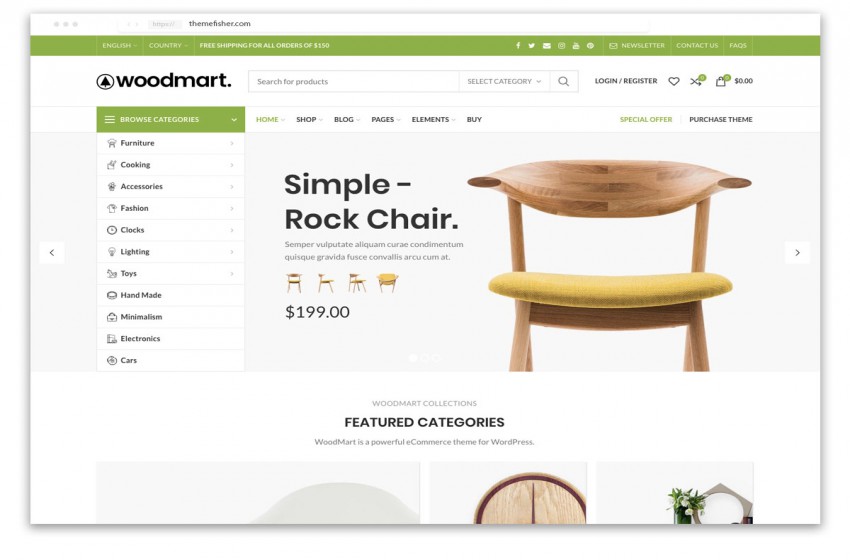 https:// themefisher.com
ENGLISH COUNTRY FREE SHIPPING FOR ALL ORDERS OF $150 NEWSLETTER CONTACT US FAQS
woodmart. Search for products SELECT CATEGORY LOGIN / REGISTER 0 0 $0.00
BROWSE CATEGORIES HOME SHOP BLOG PAGES ELEMENTS BUY SPECIAL OFFER PURCHASE THEME
Furniture
Cooking
Accessories
Fashion
Clocks
Lighting
Toys
Hand Made
Minimalism
Electronics
Cars
Simple -
Rock Chair.
Semper vulputate aliquam curae condimentum
quisque gravida fusce convallis arcu cum at.
$199.00
WOODMART COLLECTIONS
FEATURED CATEGORIES
WoodMart is a powerful eCommerce theme for WordPress.